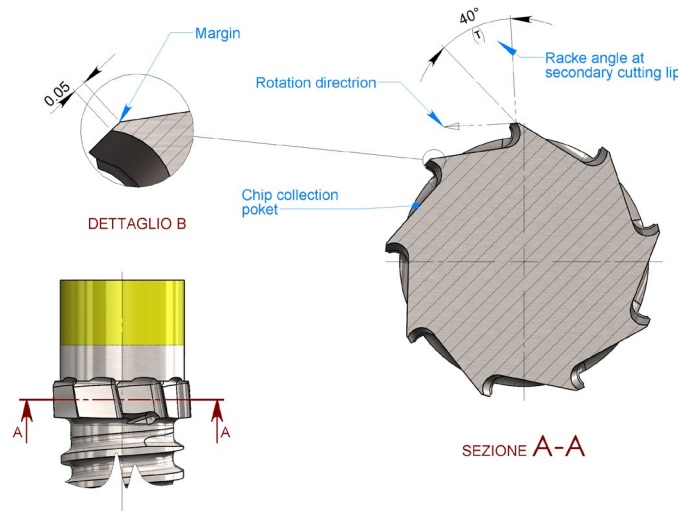 40°
(T)
Margin
Racke angle at
secondary cutting lip
0.05
Rotation directrion
Chip collection
poket
DETTAGLIO B
A
A
SEZIONE A-A